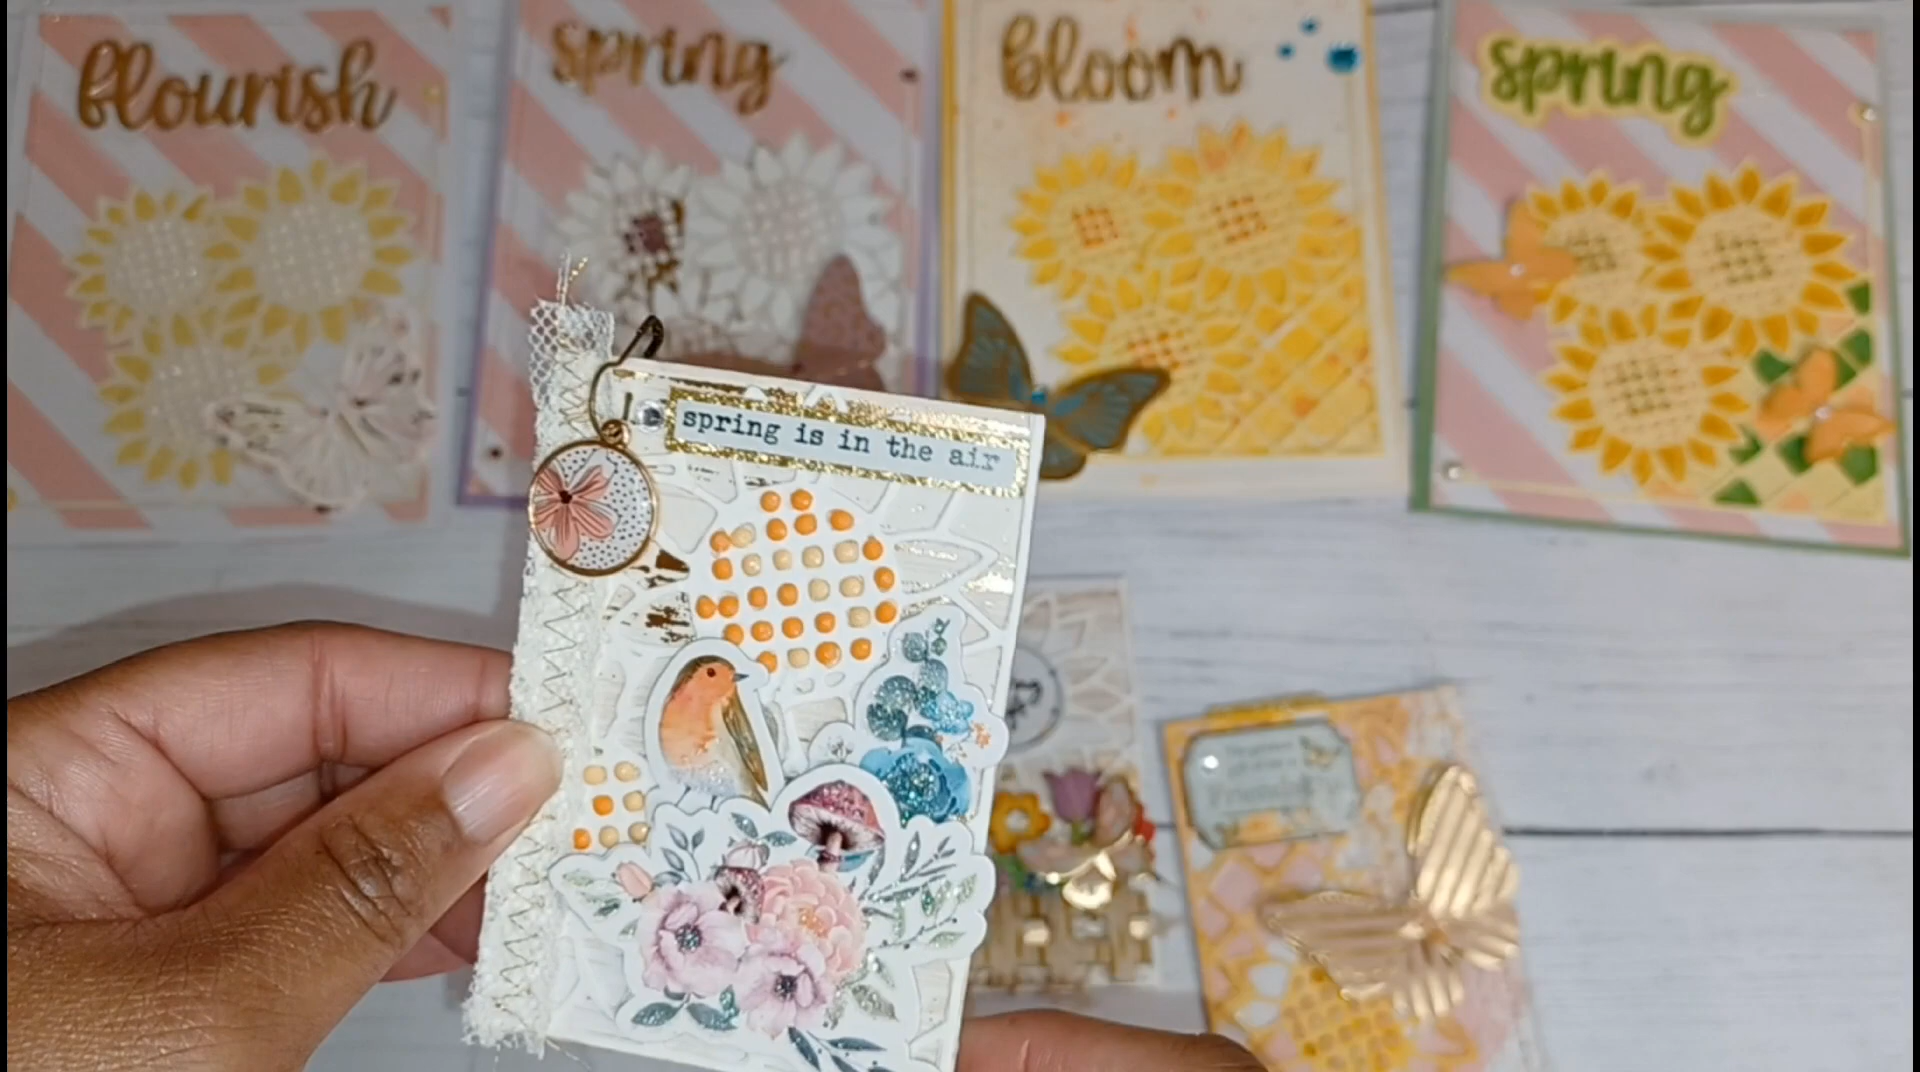 flourish
spring
bloom
spring
spring is in the air